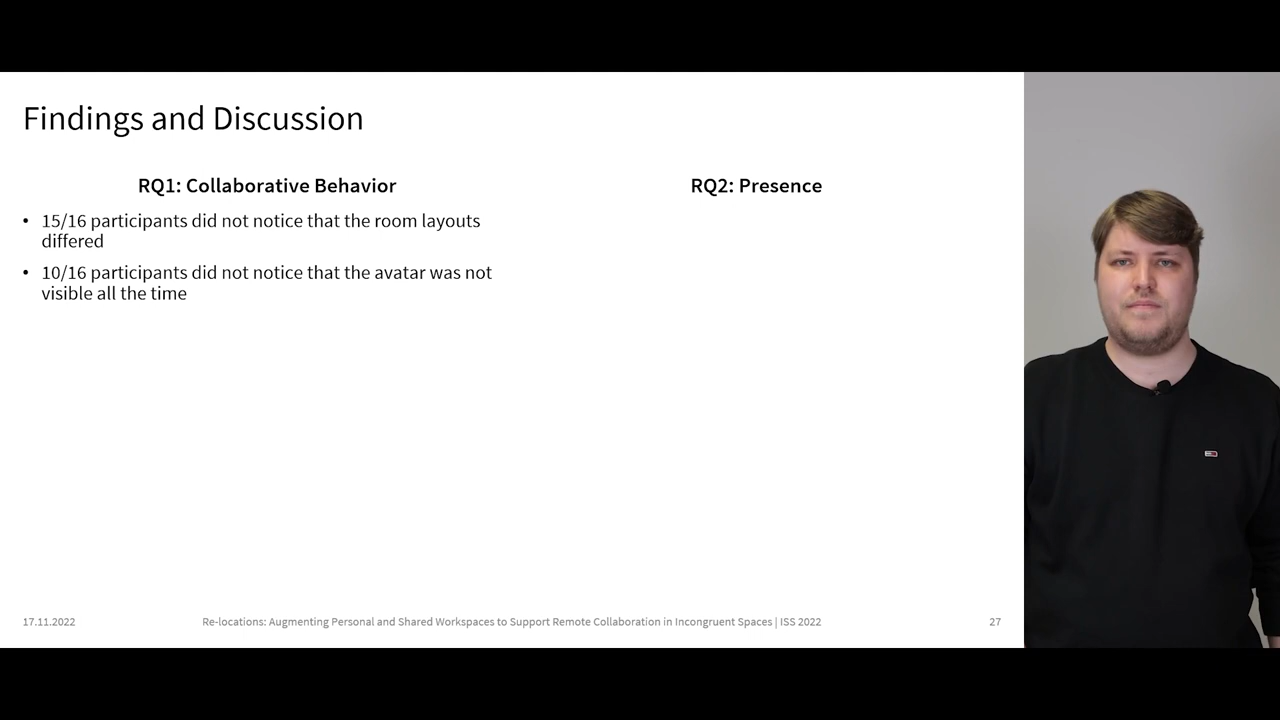 Findings and Discussion
RQ1: Collaborative Behavior
• 15/16 participants did not notice that the room layouts
differed
• 10/16 participants did not notice that the avatar was not
visible all the time
RQ2: Presence
17.11.2022
Re-locations: Augmenting Personal and Shared Workspaces to Support Remote Collaboration in Incongruent Spaces | ISS 2022
27